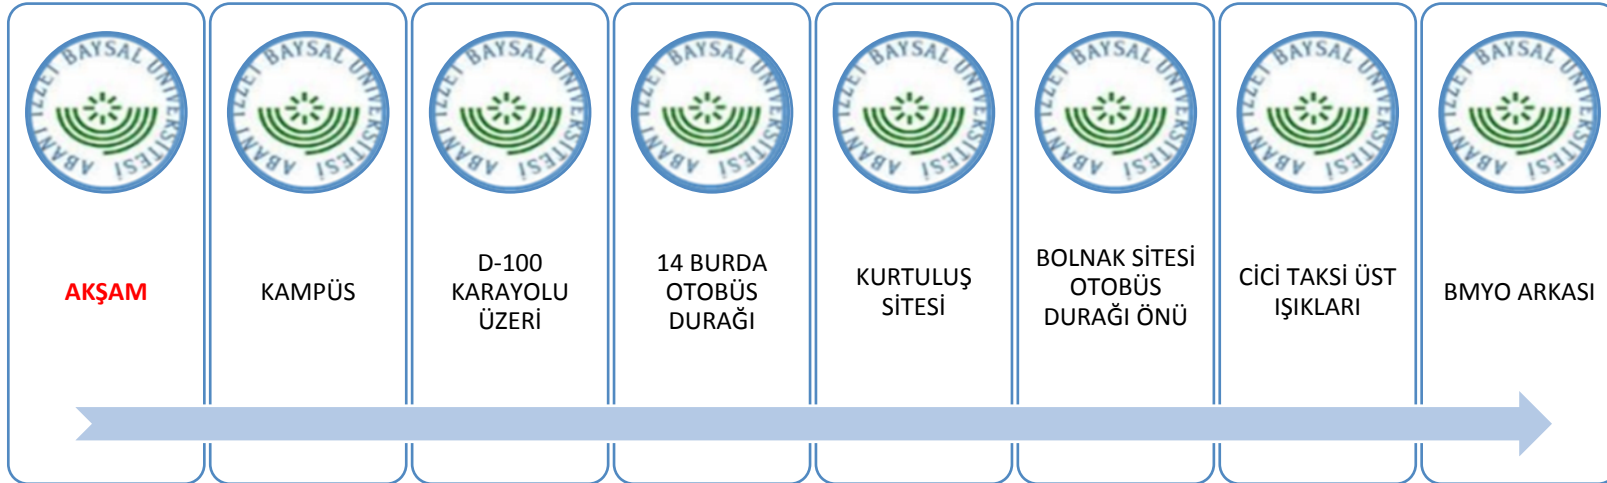 ABANT İZZET BAYSAL ÜNİVERSİTESİ
ABANT İZZET BAYSAL ÜNİVERSİTESİ
ABANT İZZET BAYSAL ÜNİVERSİTESİ
ABANT İZZET BAYSAL ÜNİVERSİTESİ
ABANT İZZET BAYSAL ÜNİVERSİTESİ
ABANT İZZET BAYSAL ÜNİVERSİTESİ
ABANT İZZET BAYSAL ÜNİVERSİTESİ
ABANT İZZET BAYSAL ÜNİVERSİTESİ
AKŞAM
KAMPÜS
D-100
KARAYOLU
ÜZERİ
14 BURDA
OTOBÜS
DURAĞI
KURTULUŞ
SİTESİ
BOLNAK SİTESİ
OTOBÜS
DURAĞI ÖNÜ
CİCİ TAKSİ ÜST
IŞIKLARI
BMYO ARKASI